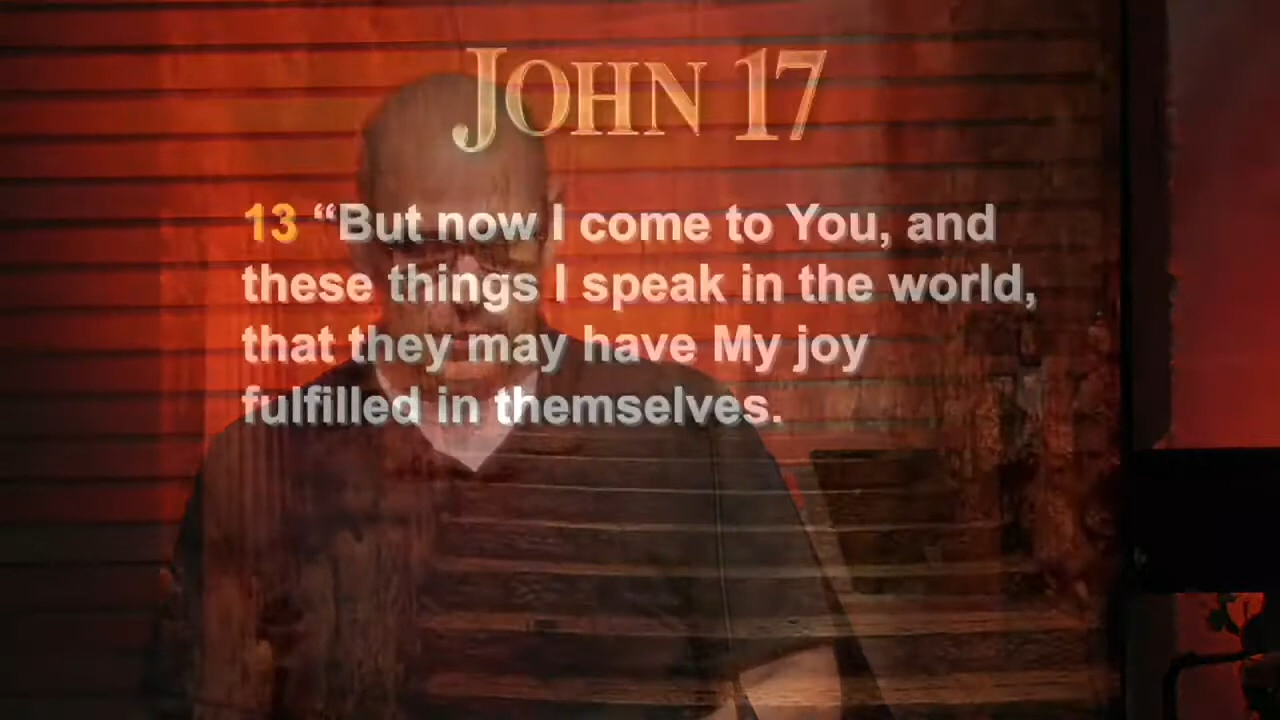 JOHN 17
13 “But now I come to You, and
these things I speak in the world,
that they may have My joy
fulfilled in themselves.